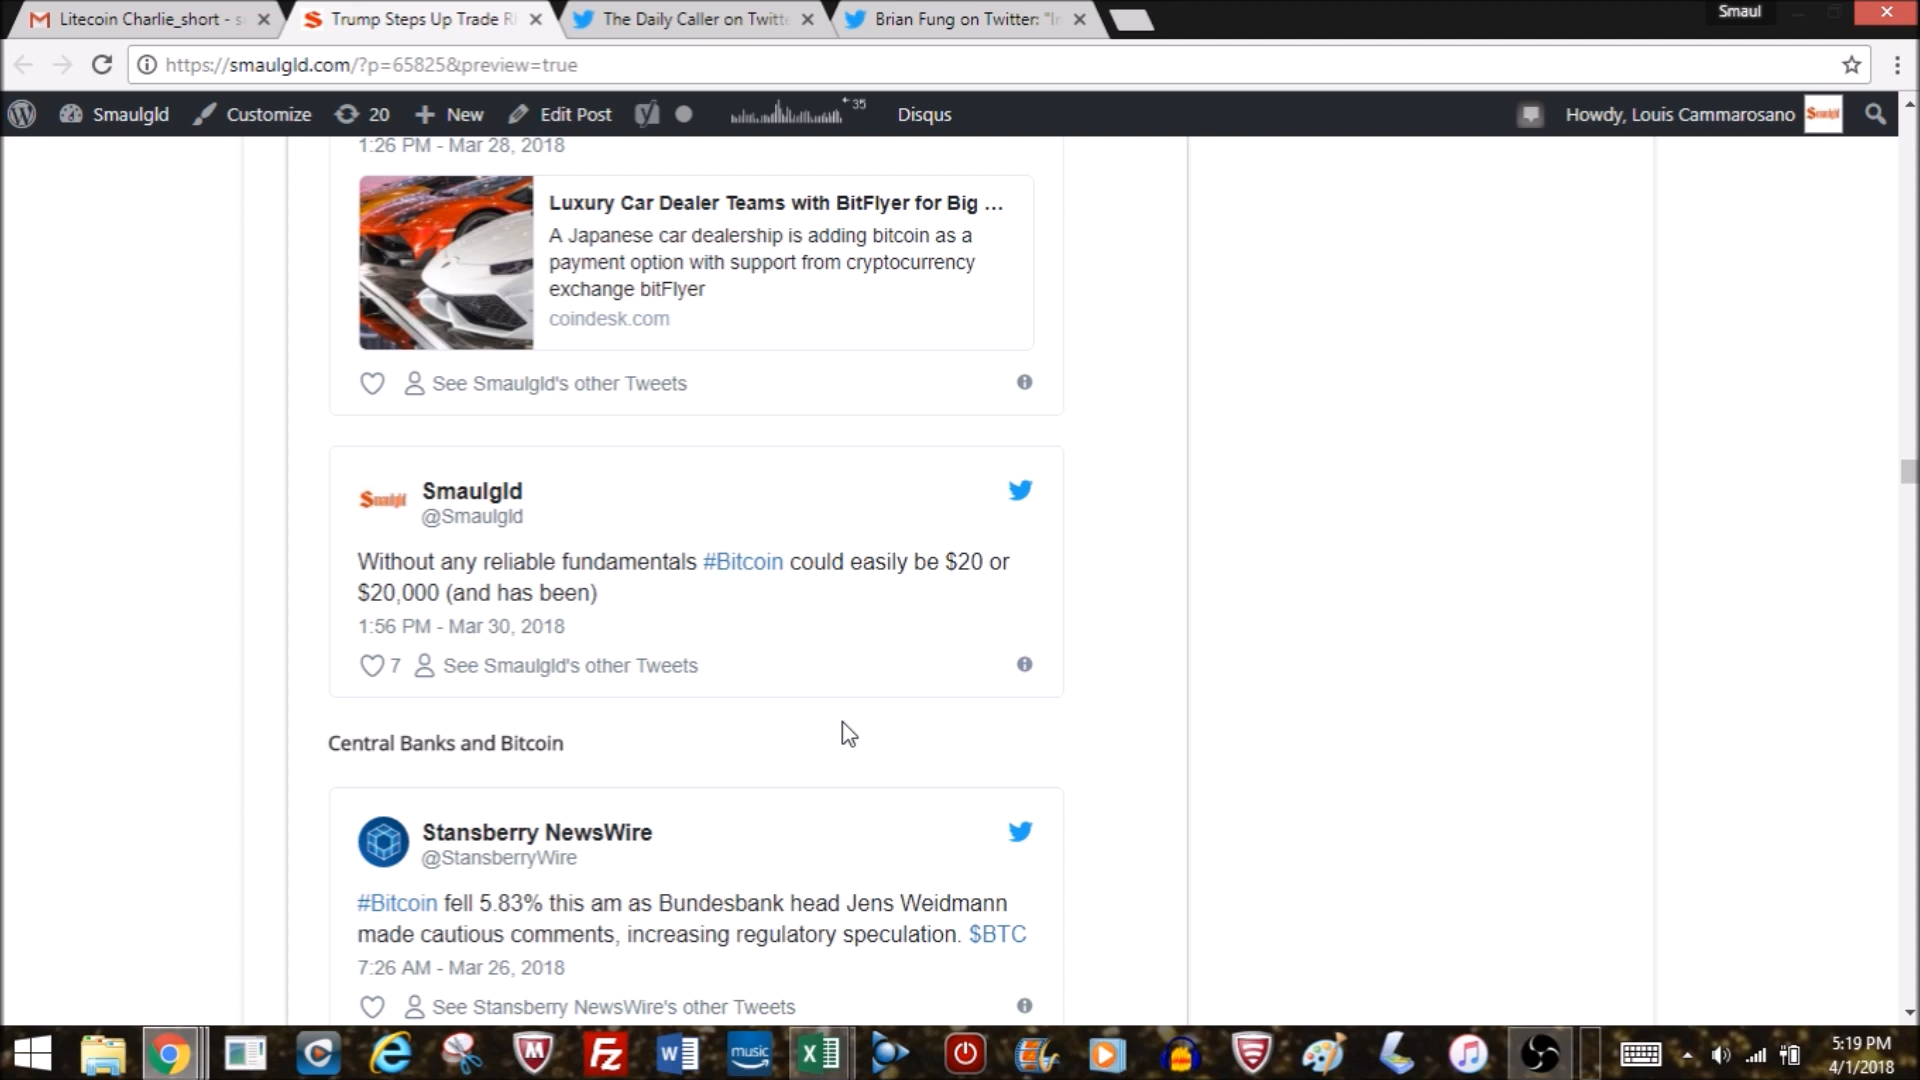 Litecoin Charlie_short - s
Trump Steps Up Trade R
The Daily Caller on Twitte
Brian Fung on Twitter: "In
Smaul
https://smaulgld.com/?p=65825&preview=true
Smaulgld
Customize
20
New
Edit Post
35
Disqus
Howdy, Louis Cammarosano
Smaulgld
1:26 PM - Mar 28, 2018
Luxury Car Dealer Teams with BitFlyer for Big ...
A Japanese car dealership is adding bitcoin as a
payment option with support from cryptocurrency
exchange bitFlyer
coindesk.com
See Smaulgld's other Tweets
Smaulgld
Smaulgld
@Smaulgld
Without any reliable fundamentals #Bitcoin could easily be $20 or
$20,000 (and has been)
1:56 PM - Mar 30, 2018
7 See Smaulgld's other Tweets
Central Banks and Bitcoin
Stansberry NewsWire
@StansberryWire
#Bitcoin fell 5.83% this am as Bundesbank head Jens Weidmann
made cautious comments, increasing regulatory speculation. $BTC
7:26 AM - Mar 26, 2018
See Stansberry NewsWire's other Tweets
music
5:19 PM
4/1/2018